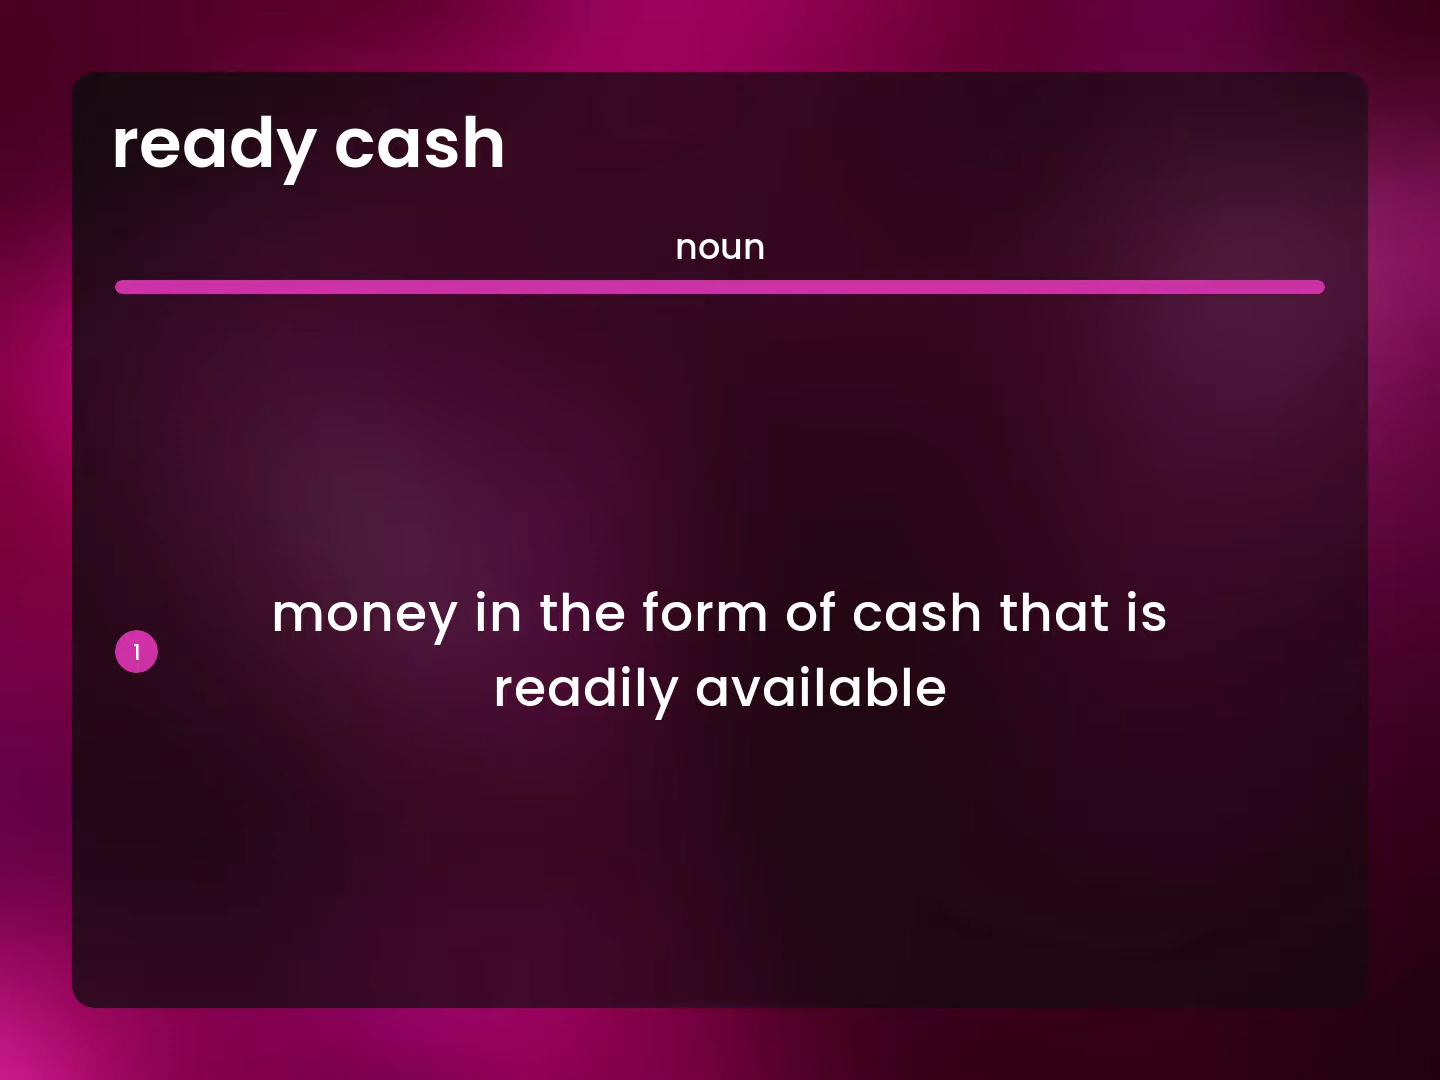 ready cash
noun
1
money in the form of cash that is
readily available